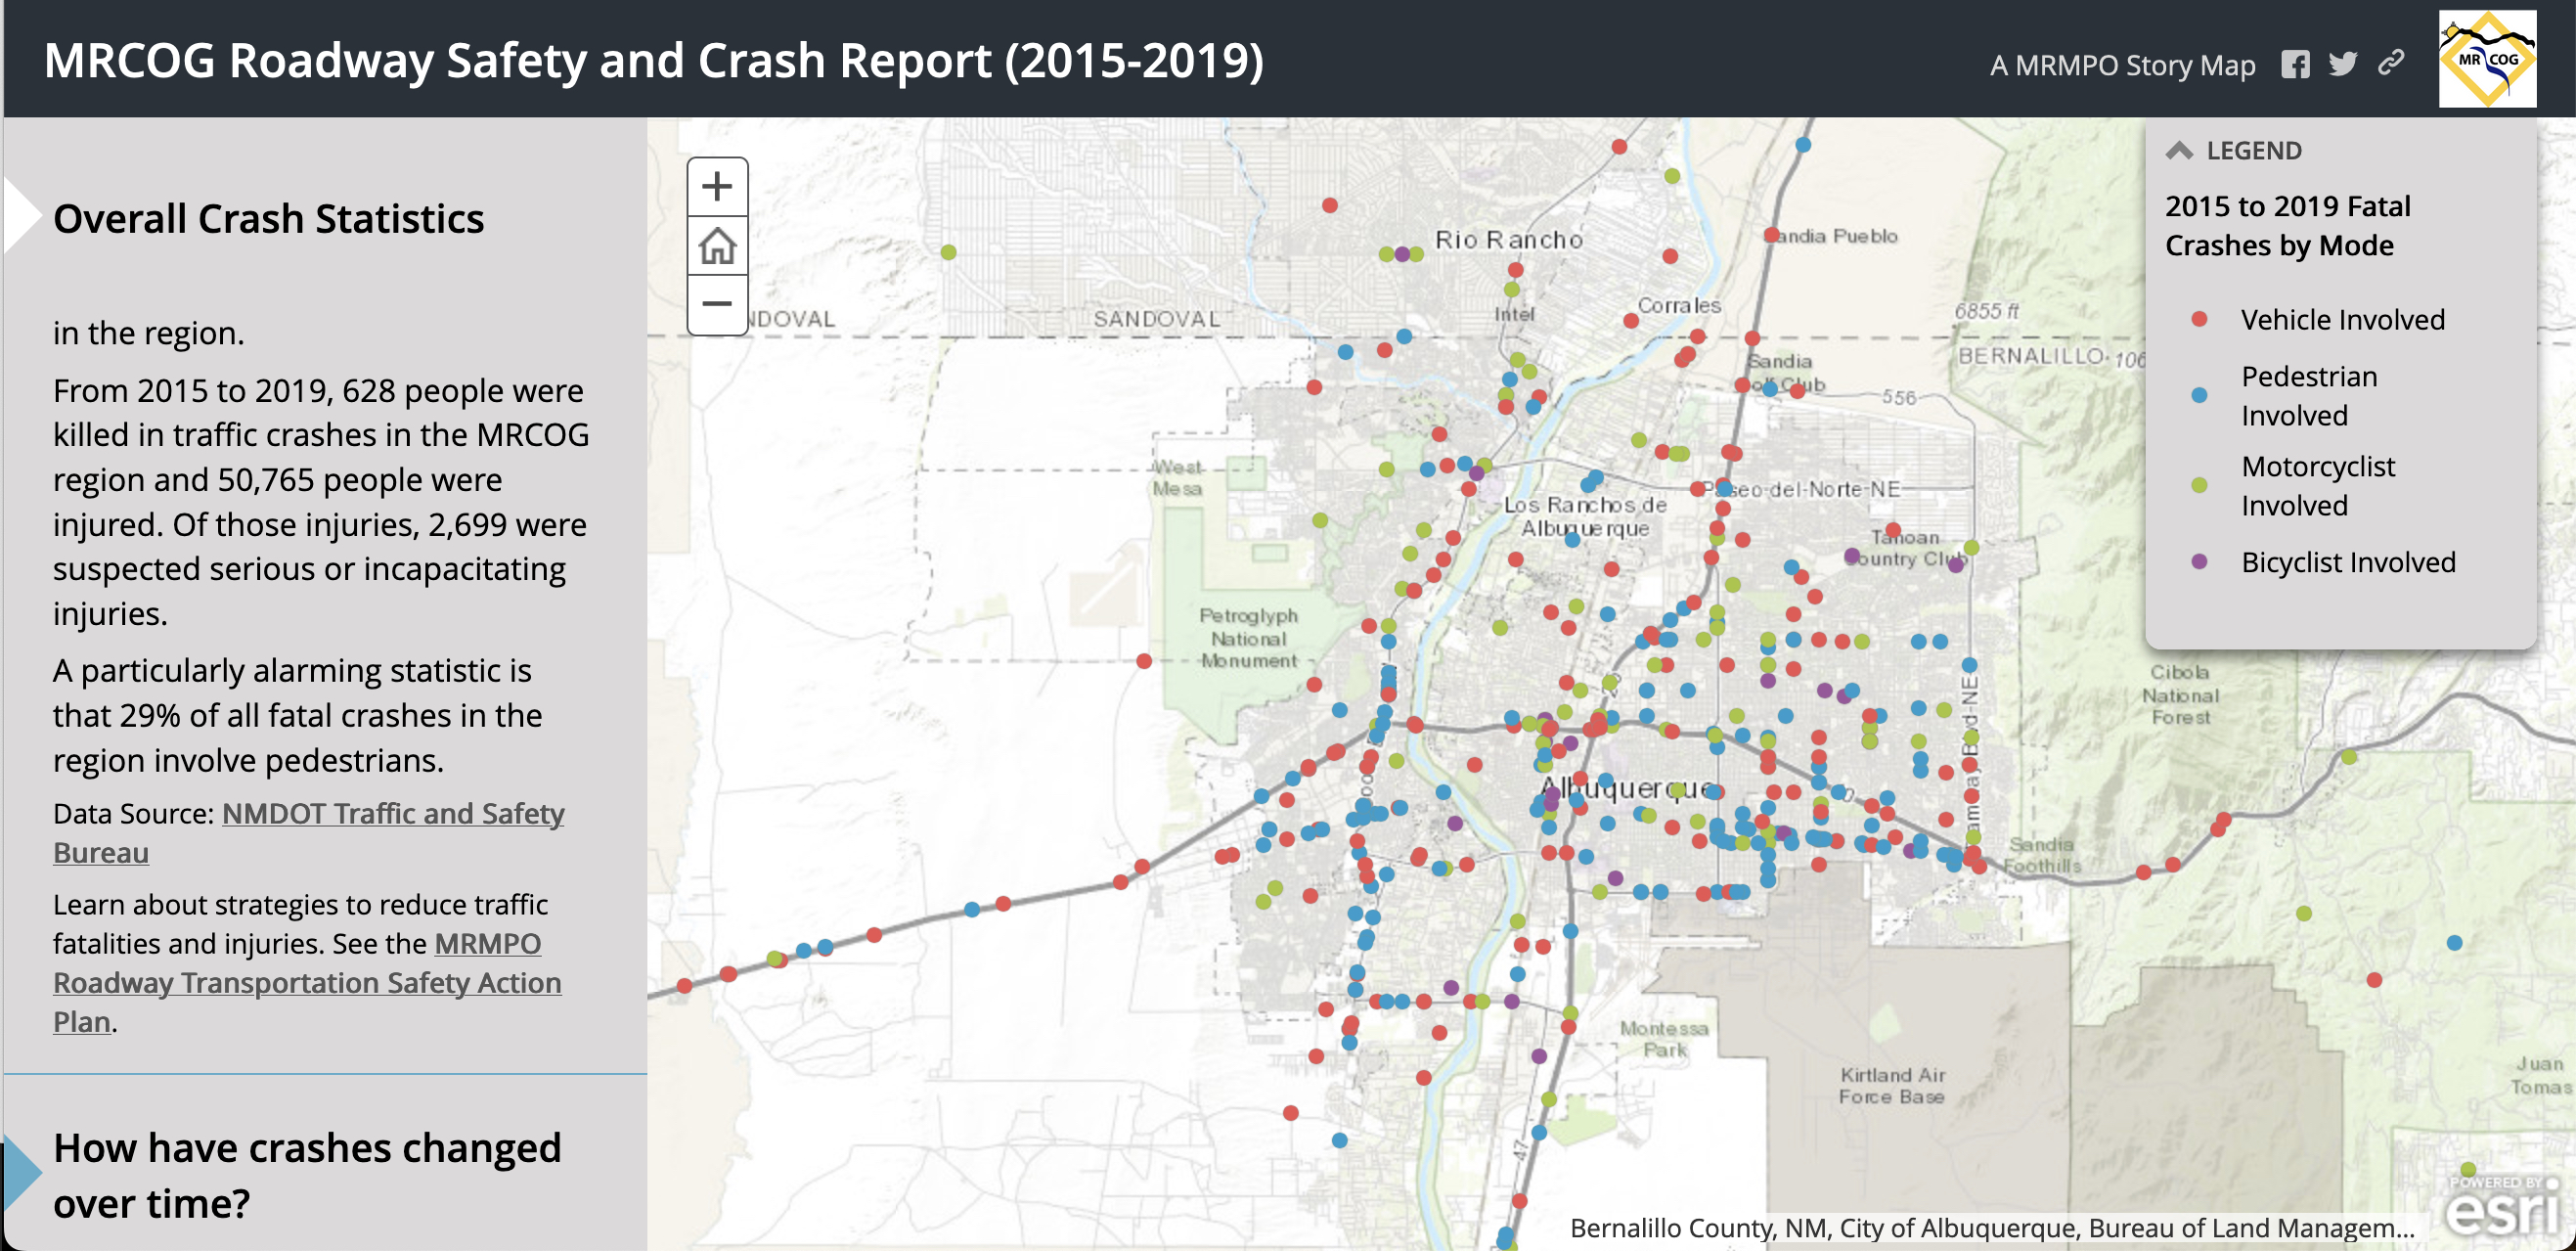 MRCOG Roadway Safety and Crash Report (2015-2019)
A MRMPO Story Map
MR COG
Overall Crash Statistics
in the region.
From 2015 to 2019, 628 people were
killed in traffic crashes in the MRCOG
region and 50,765 people were
injured. Of those injuries, 2,699 were
suspected serious or incapacitating
injuries.
A particularly alarming statistic is
that 29% of all fatal crashes in the
region involve pedestrians.
Data Source: NMDOT Traffic and Safety
Bureau
Learn about strategies to reduce traffic
fatalities and injuries. See the MRMPO
Roadway Transportation Safety Action
Plan.
How have crashes changed
over time?
LEGEND
2015 to 2019 Fatal
Crashes by Mode
Vehicle Involved
Pedestrian
Involved
Motorcyclist
Involved
Bicyclist Involved
Rio Rancho
Intel
Corrales
NDOVAL
SANDOVAL
andia Pueblo
6855 ft
BERNALILLO
106
Sandia
Golf Club
556
West
Mesa
Los Ranchos de
Albuquerque
Paseo-del-Norte-NE
Tanoan
Country Club
Petroglyph
National
Monument
Albuquerque
Cibola
National
Forest
Sandia
Foothills
Montessa
Park
Kirtland Air
Force Base
Juan
Tomas
47
Bernalillo County, NM, City of Albuquerque, Bureau of Land Managem...
POWERED BY
esri